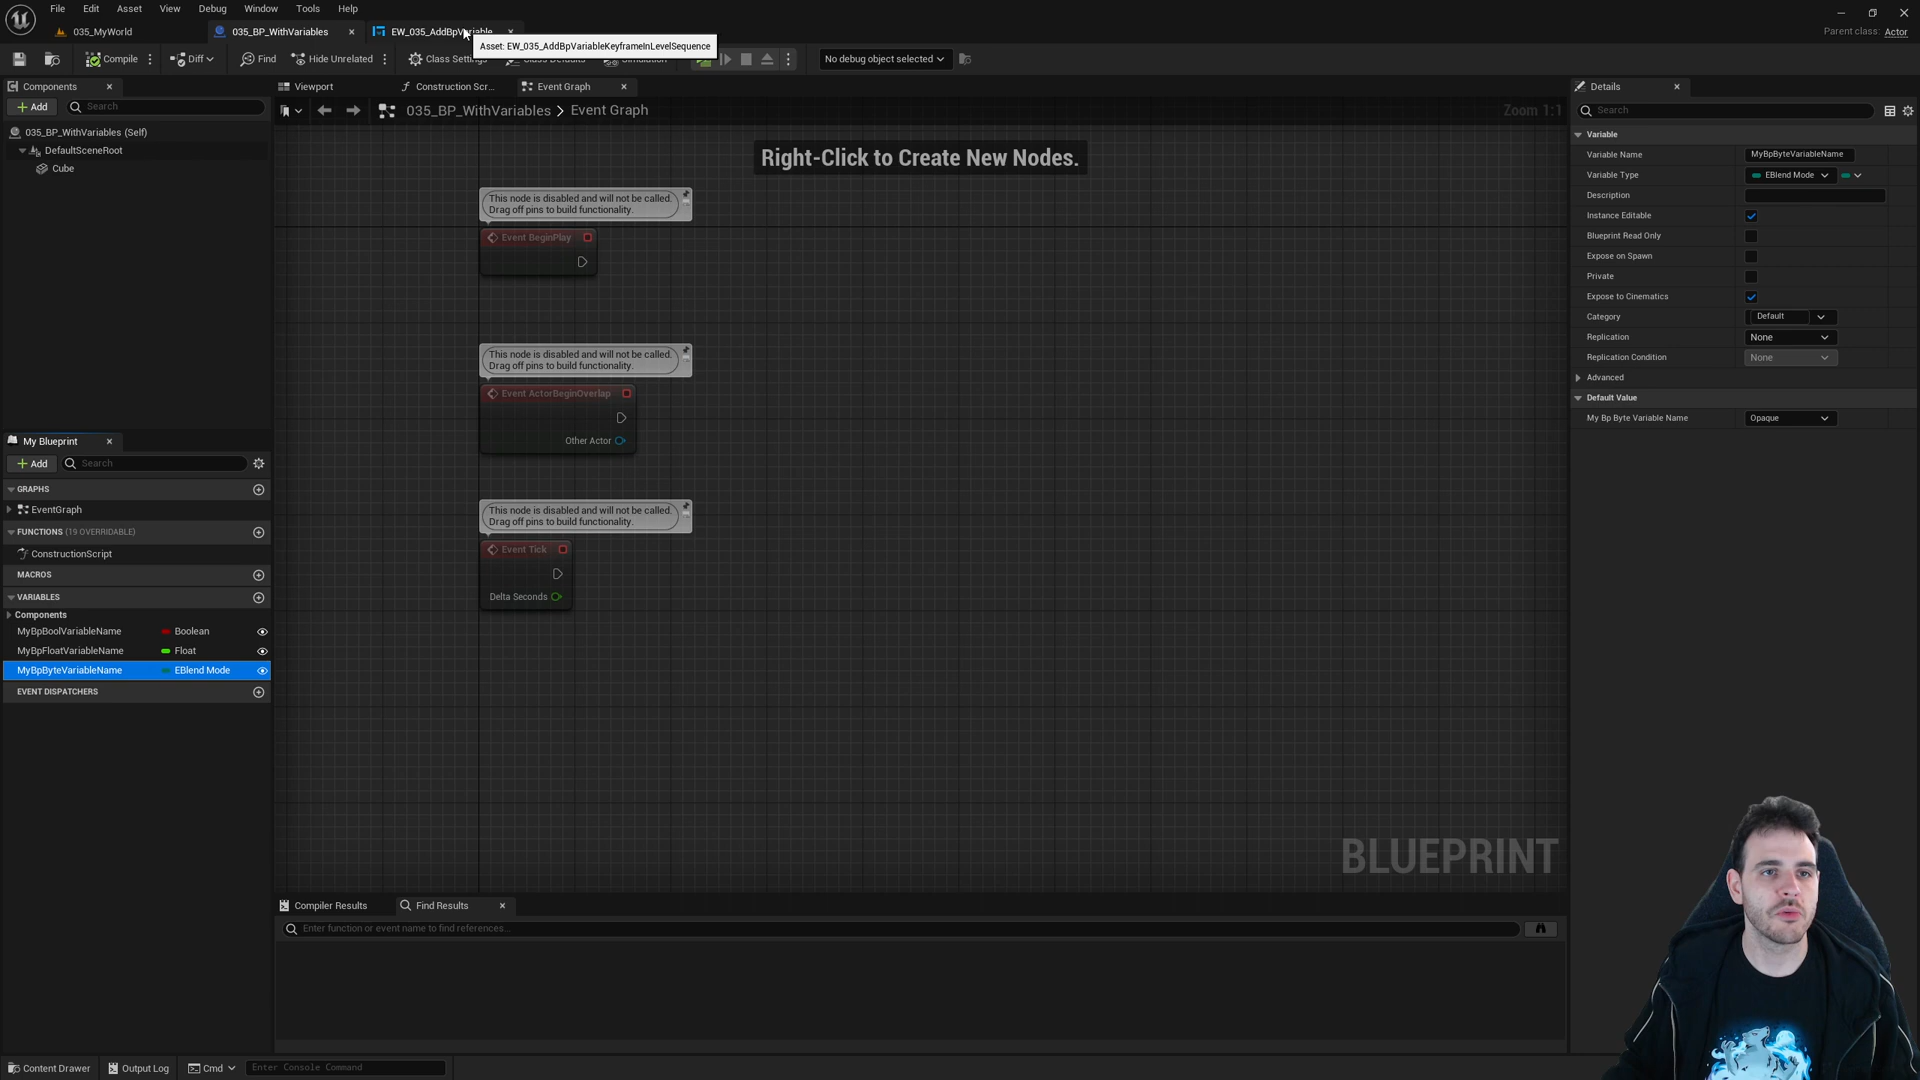 File Edit Asset View Debug Window Tools Help
035_MyWorld 035_BP_WithVariables EW_035_AddBpVariable
Parent class: Actor
Asset: EW_035_AddBpVariableKeyframeInLevelSequence
Compile Diff Find Hide Unrelated Class Settings Class Defaults Simulation No debug object selected
Components
Add Search
035_BP_WithVariables (Self)
DefaultSceneRoot
Cube
My Blueprint
Add Search
GRAPHS
EventGraph
FUNCTIONS (19 OVERRIDABLE)
ConstructionScript
MACROS
VARIABLES
Components
MyBpBoolVariableName Boolean
MyBpFloatVariableName Float
MyBpByteVariableName EBlend Mode
EVENT DISPATCHERS
Viewport Construction Scr... Event Graph
035_BP_WithVariables > Event Graph
Zoom 1:1
Right-Click to Create New Nodes.
This node is disabled and will not be called.
Drag off pins to build functionality.
Event BeginPlay
This node is disabled and will not be called.
Drag off pins to build functionality.
Event ActorBeginOverlap
Other Actor
This node is disabled and will not be called.
Drag off pins to build functionality.
Event Tick
Delta Seconds
BLUEPRINT
Compiler Results Find Results
Enter function or event name to find references...
Details
Search
Variable
Variable Name MyBpByteVariableName
Variable Type EBlend Mode
Description
Instance Editable
Blueprint Read Only
Expose on Spawn
Private
Expose to Cinematics
Category Default
Replication None
Replication Condition None
Advanced
Default Value
My Bp Byte Variable Name Opaque
Content Drawer Output Log Cmd Enter Console Command